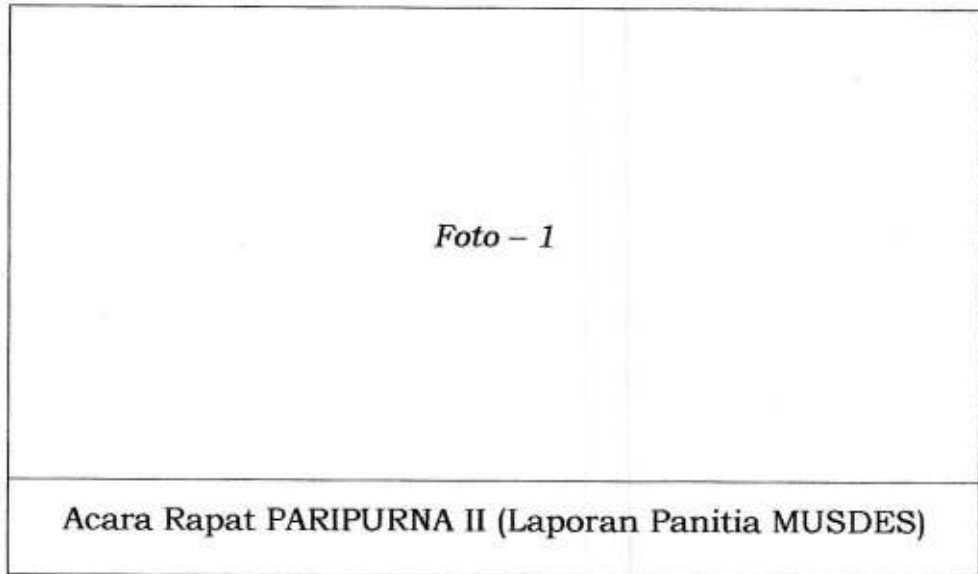 Foto – 1
Acara Rapat PARIPURNA II (Laporan Panitia MUSDES)